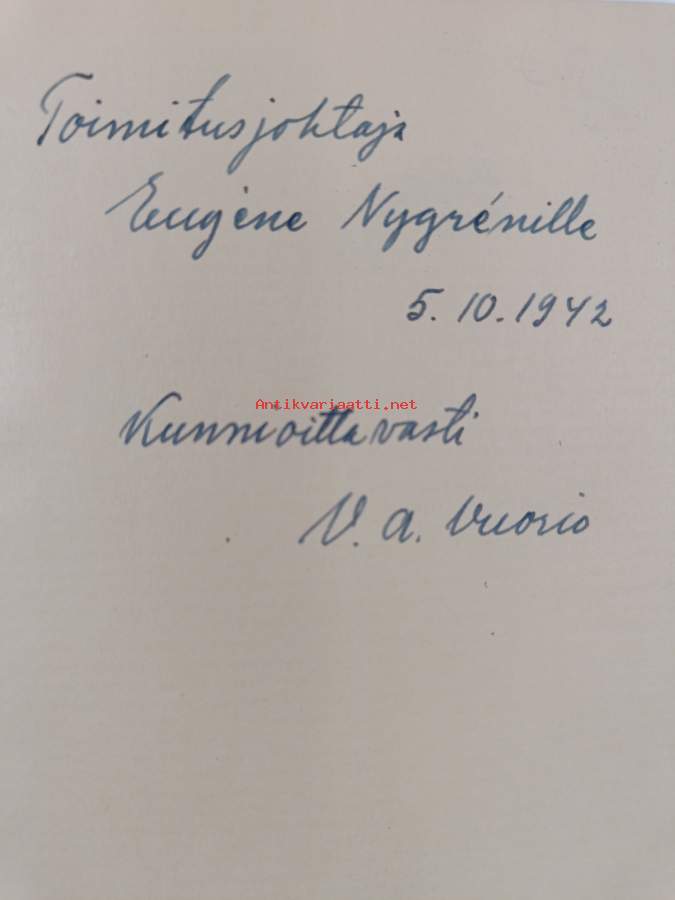 Toimitusjohtaja
Eugène Nygrénille
5.10.1942
Antikvariaatti.net
Kunnioittavasti
V. A. Vuorio